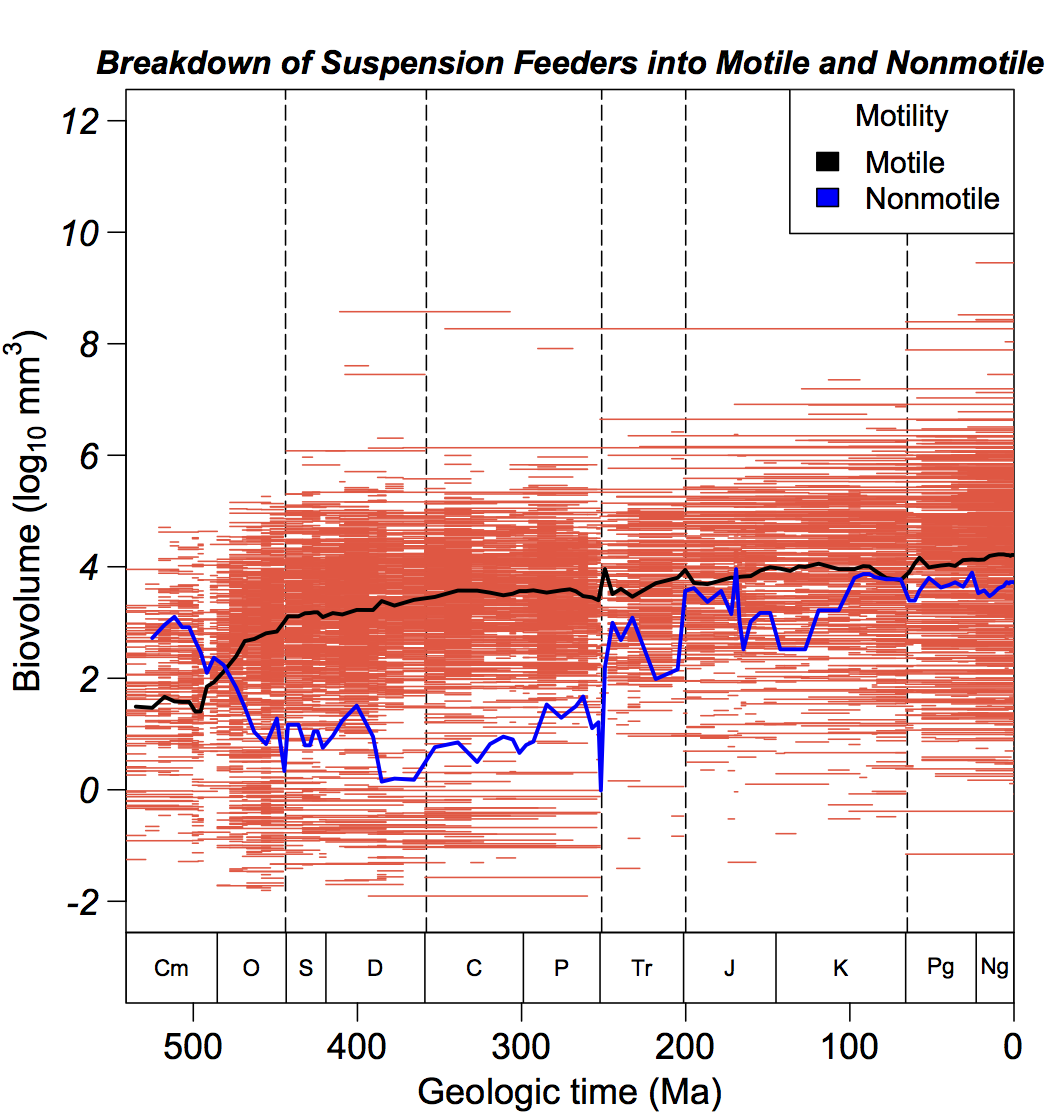 Breakdown of Suspension Feeders into Motile and Nonmotile
Motility
Motile
Nonmotile
12
10
8
6
4
2
0
-2
Biovolume (log₁₀ mm³)
Cm O S D C P Tr J K Pg Ng
500 400 300 200 100 0
Geologic time (Ma)